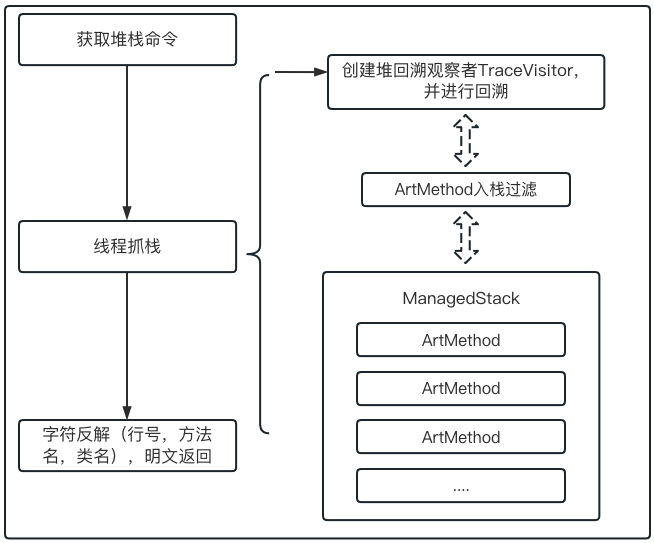 获取堆栈命令
线程抓栈
字符反解（行号，方法
名，类名），明文返回
创建堆回溯观察者TraceVisitor，
并进行回溯
ArtMethod入栈过滤
ManagedStack
ArtMethod
ArtMethod
ArtMethod
....